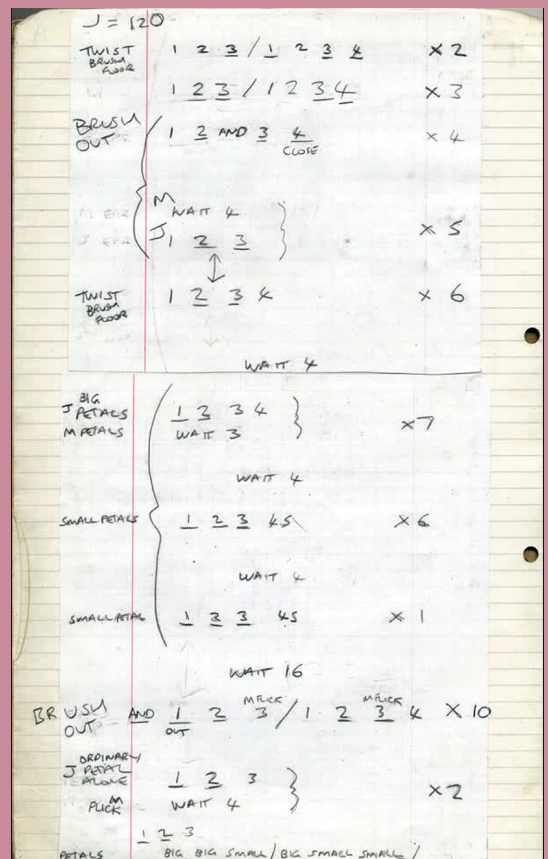 ♩ = 120
TWIST 1 2 3 / 1 2 3 4 ×2
BRUSH
FLOOR
1 2 3 / 1 2 3 4 × 3
BRUSH OUT 1 2 AND 3 4 × 4
CLOSE
M WAIT 4
J 1 2 3 × 5
TWIST 1 2 3 4 × 6
BRUSH
FLOOR
WAIT 4
BIG
J PETALS 1 2 3 4 ×7
M PETALS WAIT 3
WAIT 4
SMALL PETALS 1 2 3 4 5 ×6
WAIT 4
SMALL PETAL 1 2 3 4 5 × 1
WAIT 16
M FLICK M FLICK
BRUSH OUT AND 1 2 3 / 1 2 3 4 × 10
OUT
ORDINARY
J PETAL 1 2 3 ×2
ALONE
M FLICK WAIT 4
1 2 3
PETALS BIG BIG SMALL / BIG SMALL SMALL /